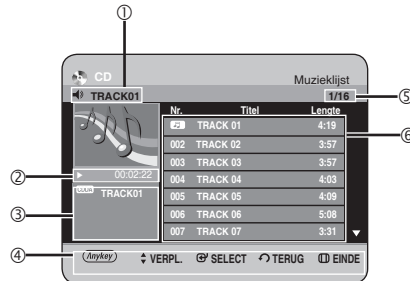 ①
CD
Muzieklijst
TRACK01
1/16
⑤
Nr. Titel Lengte
TRACK 01 4:19
⑥
002 TRACK 02 3:57
003 TRACK 03 3:57
② 00:02:22
004 TRACK 04 4:03
③ CDDA TRACK01
005 TRACK 05 4:09
006 TRACK 06 5:08
007 TRACK 07 3:31
④ Anykey VERPL. SELECT TERUG EINDE